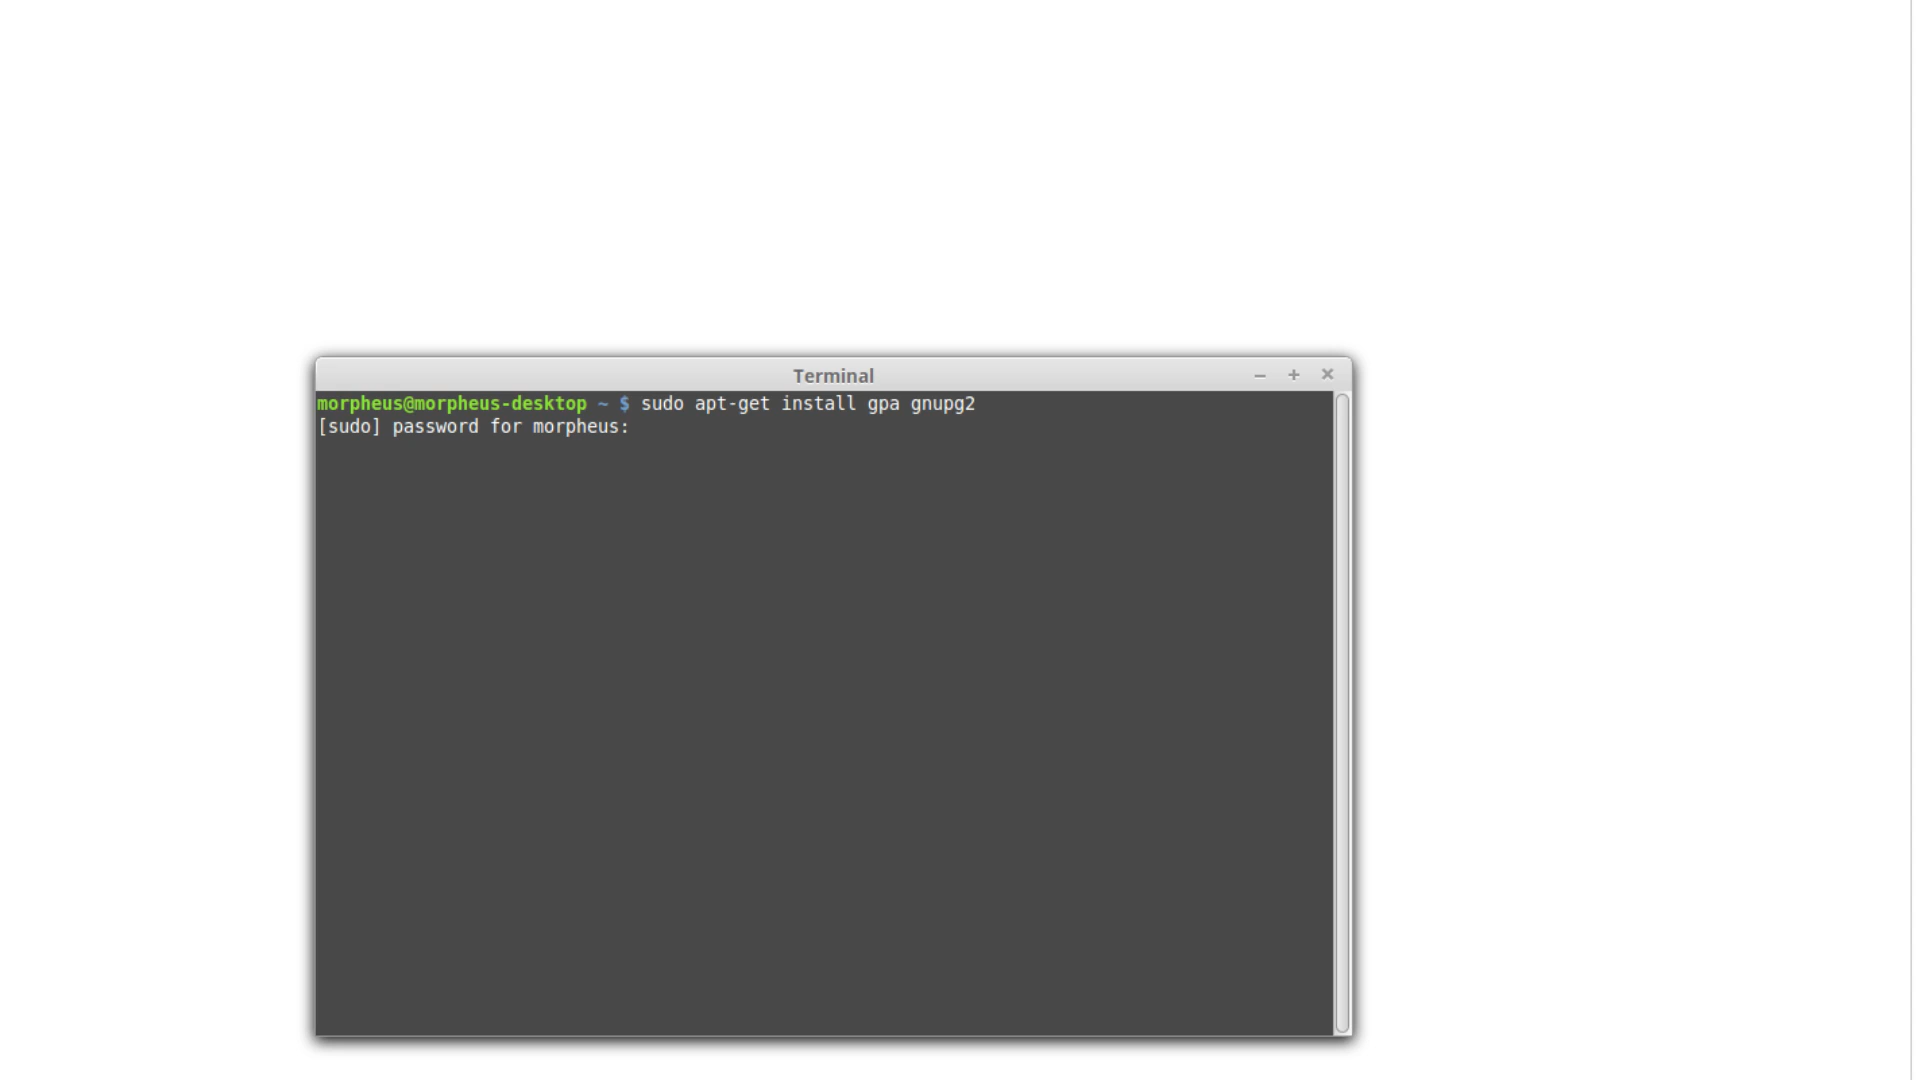 Terminal
morpheus@morpheus-desktop ~ $ sudo apt-get install gpa gnupg2
[sudo] password for morpheus: